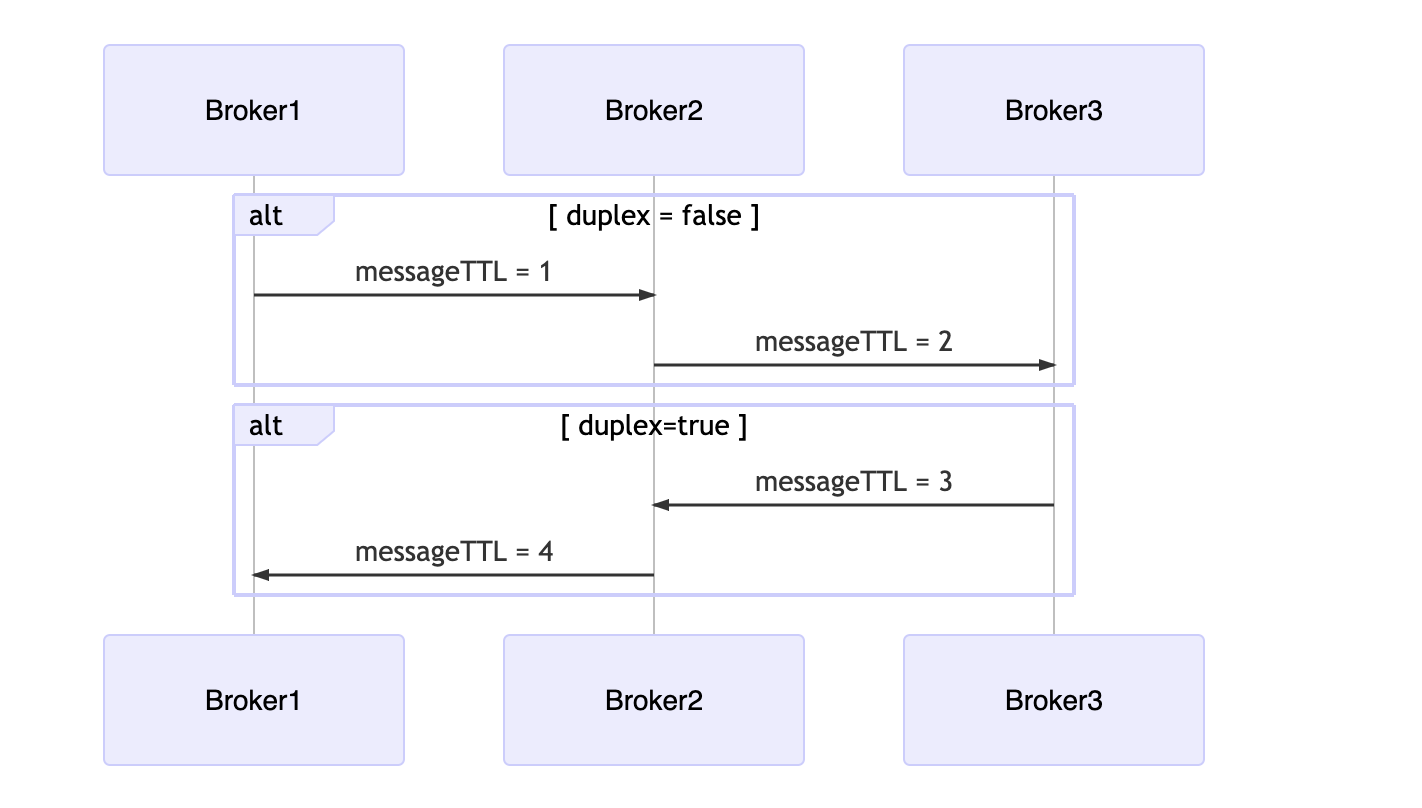 Broker1
Broker2
Broker3
alt
[ duplex = false ]
messageTTL = 1
messageTTL = 2
alt
[ duplex=true ]
messageTTL = 3
messageTTL = 4
Broker1
Broker2
Broker3